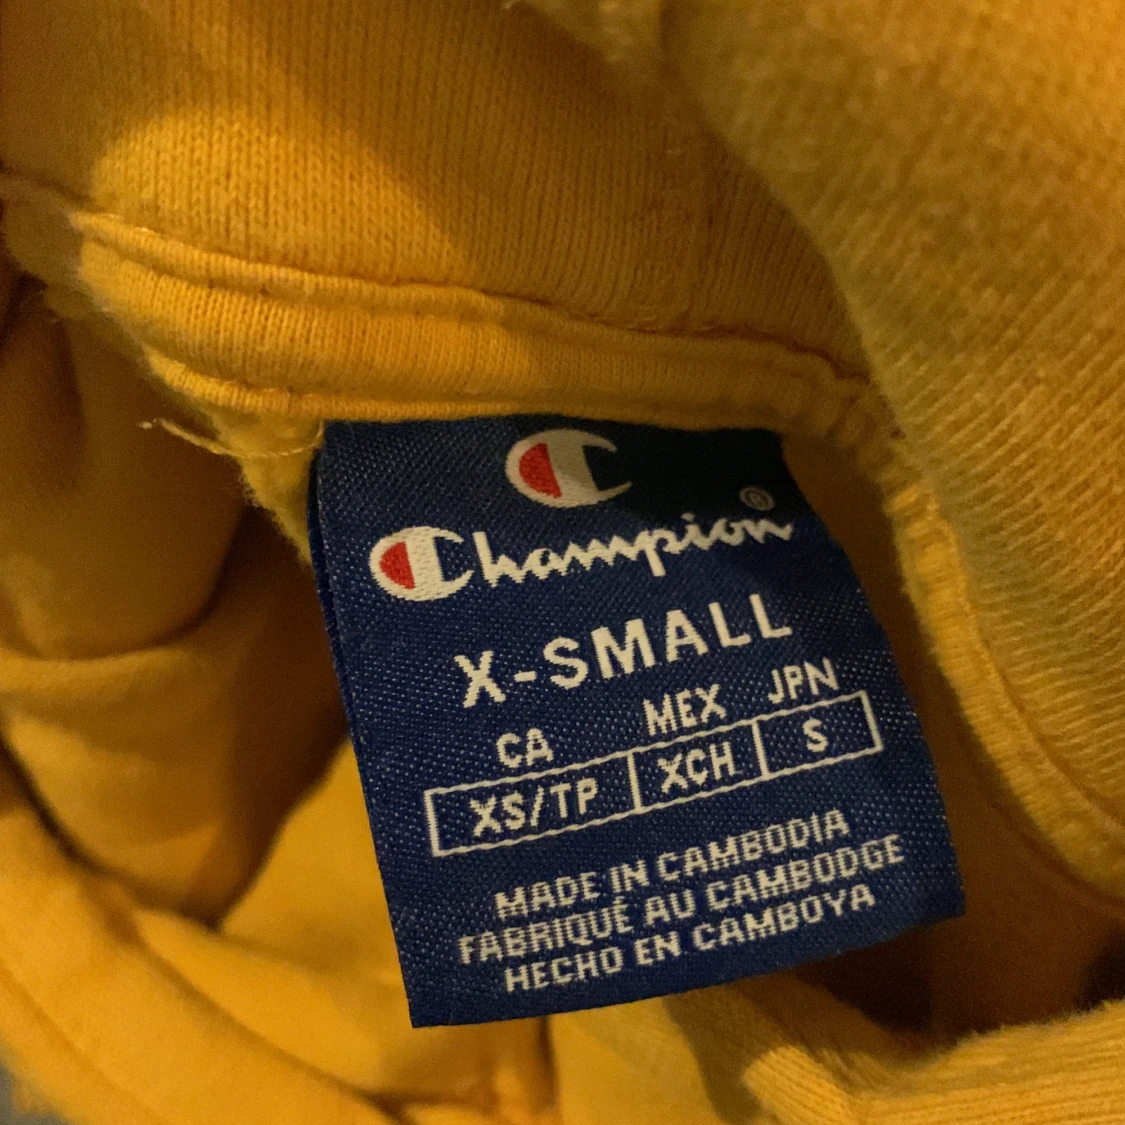 Champion®
X-SMALL
CA MEX JPN
XS/TP XCH S
MADE IN CAMBODIA
FABRIQUÉ AU CAMBODGE
HECHO EN CAMBOYA